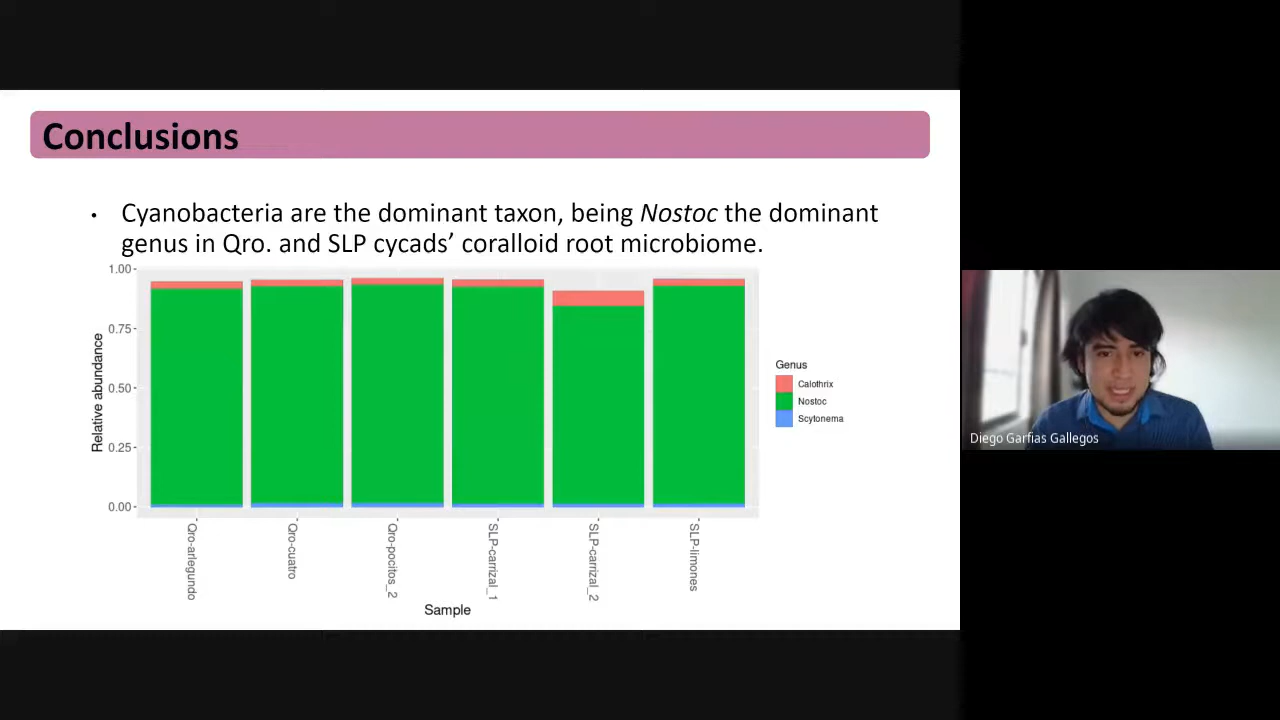 Conclusions
• Cyanobacteria are the dominant taxon, being Nostoc the dominant
genus in Qro. and SLP cycads’ coralloid root microbiome.
1.00
0.75
0.50
0.25
0.00
Relative abundance
Qro-arlegundo
Qro-cuatro
Qro-pocitos_2
SLP-carrizal_1
SLP-carrizal_2
SLP-limones
Sample
Genus
Calothrix
Nostoc
Scytonema
Diego Garfias Gallegos